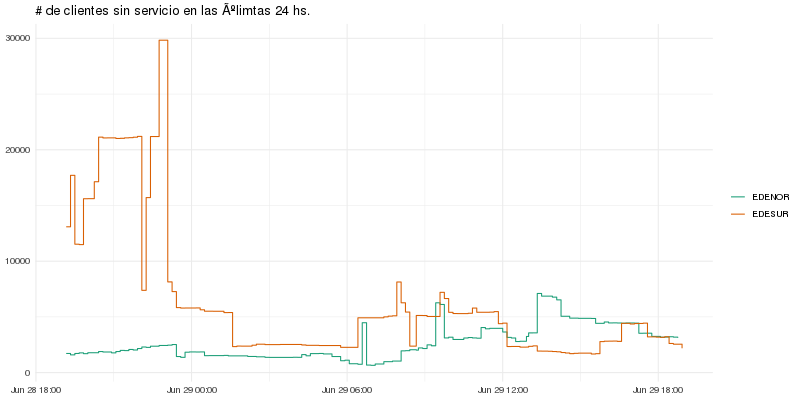 # de clientes sin servicio en las Ãºlimtas 24 hs.
30000
20000
10000
0
Jun 28 18:00
Jun 29 00:00
Jun 29 06:00
Jun 29 12:00
Jun 29 18:00
EDENOR
EDESUR